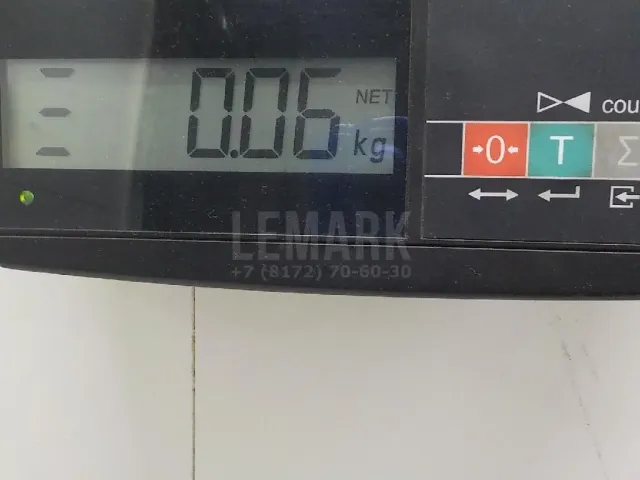 0.06
NET
kg
cou
→0←
T
Σ
LEMARK
+7 (8172) 70-60-30